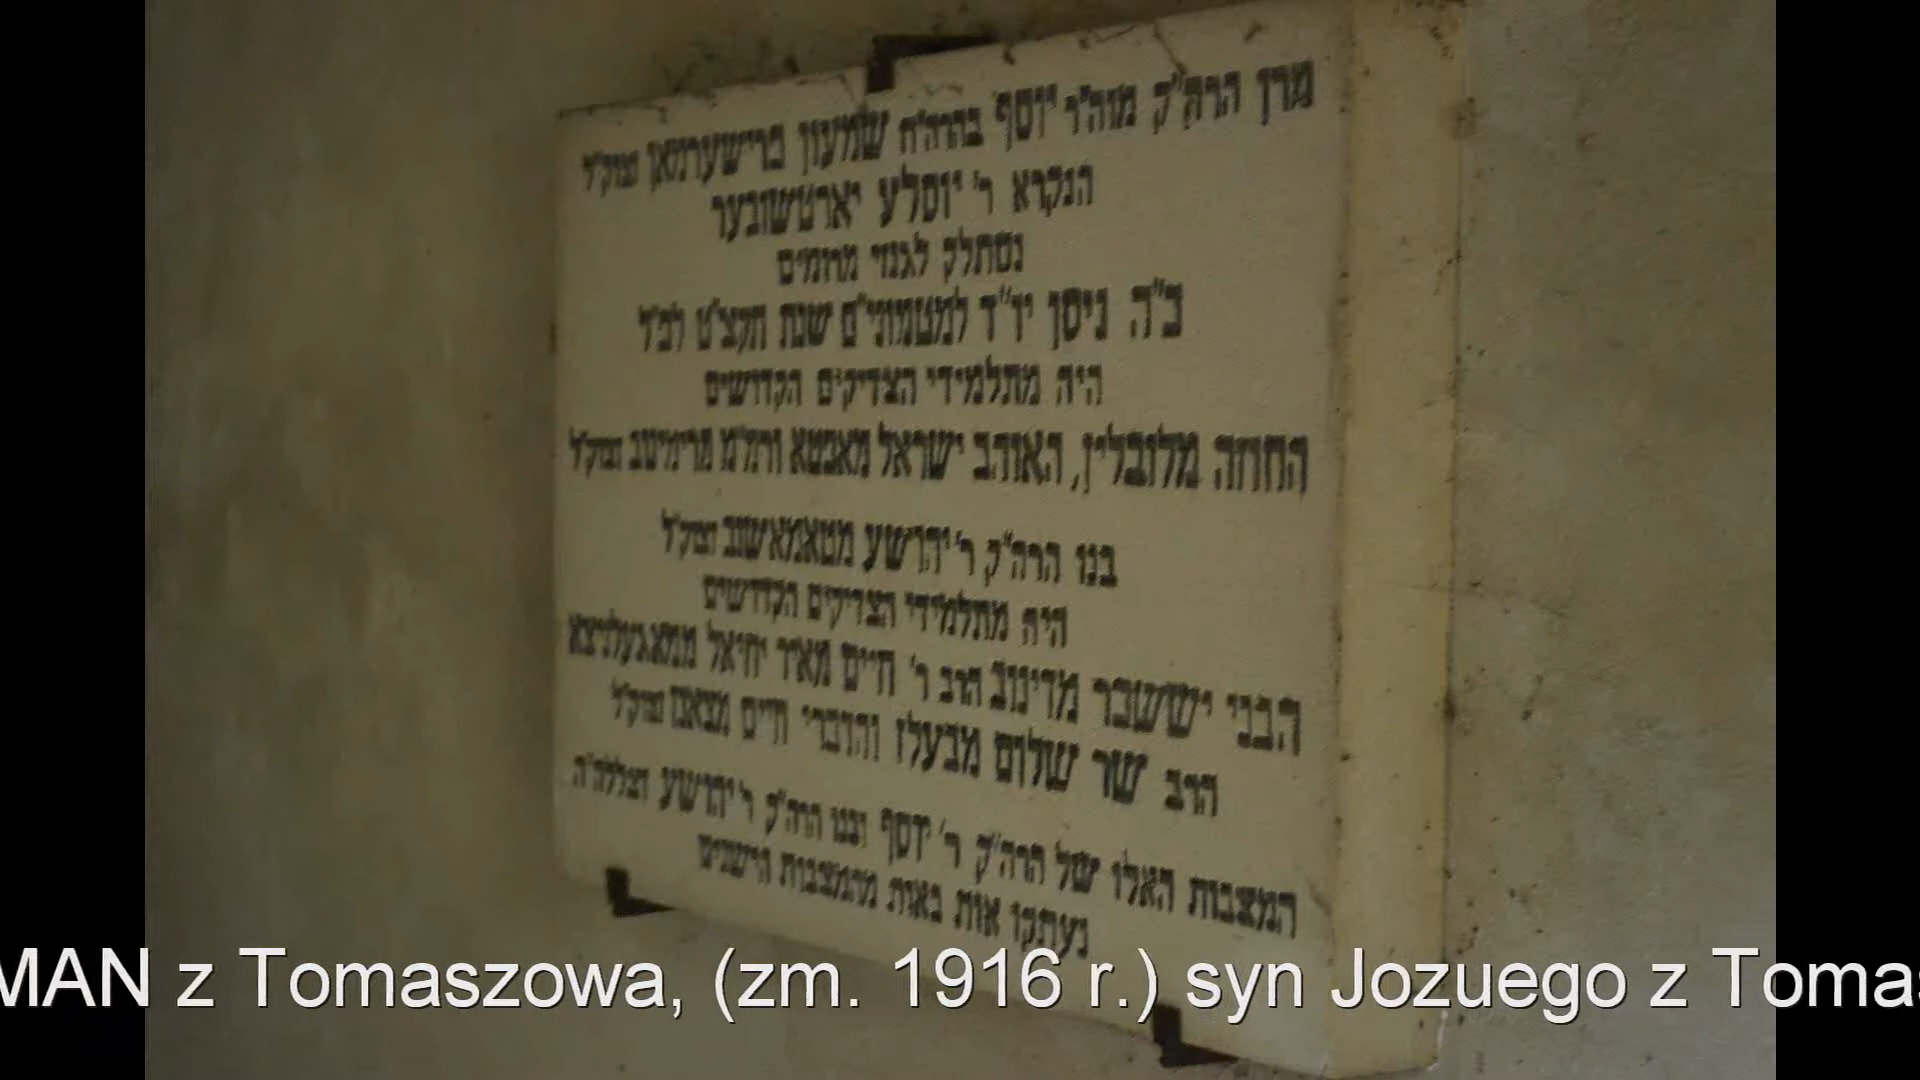 מרן הרה"ק מוה"ר יוסף בהרה"ח שמעון ברישערמאן זצוק"ל
הנקרא ר' יוסלע יארטשובער
נסתלק לגנזי מרומים
ב"ה ניסן יו"ד למטמוני"ם שנת תקצ"ט לפ"ל
היה מתלמידי הצדיקים הקדושים
החוזה מלובלין, האוהב ישראל מאפטא והמ"מ פרימישב זצוק"ל
בנו הרה"ק ר' יהושע מטאמאשוב זצוק"ל
היה מתלמידי הצדיקים הקדושים
הבני יששכר מדינוב הרב ר' חיים מאיר יחיאל ממאגעלניצא
הרב שר שלום מבעלז והדברי חיים מצאנז זצוק"ל
המצבות האלו של הרה"ק ר' יוסף ובנו הרה"ק ר' יהושע זצללה"ה
נעתקו אות באות מהמצבות הישנים
MAN z Tomaszowa, (zm. 1916 r.) syn Jozuego z Tomas